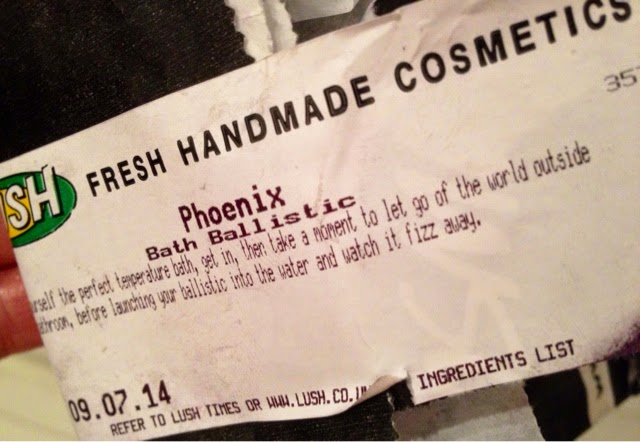 SH
FRESH HANDMADE COSMETICS
35
Phoenix
Bath Ballistic
rself the perfect temperature bath, get in, then take a moment to let go of the world outside
throom, before launching your ballistic into the water and watch it fizz away.
09.07.14
REFER TO LUSH TIMES OR WWW.LUSH.CO.U INGREDIENTS LIST